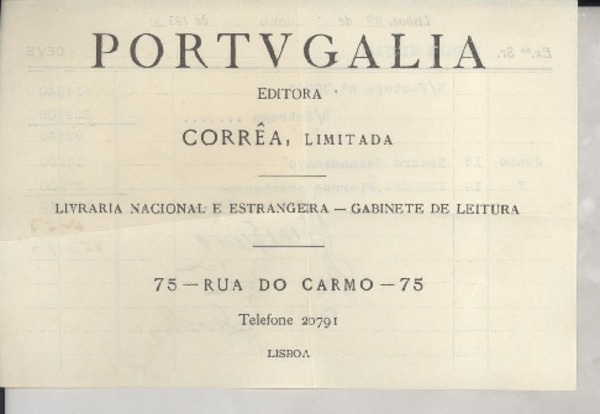 PORTVGALIA
EDITORA
CORRÊA, LIMITADA
LIVRARIA NACIONAL E ESTRANGEIRA — GABINETE DE LEITURA
75 — RUA DO CARMO — 75
Telefone 20791
LISBOA